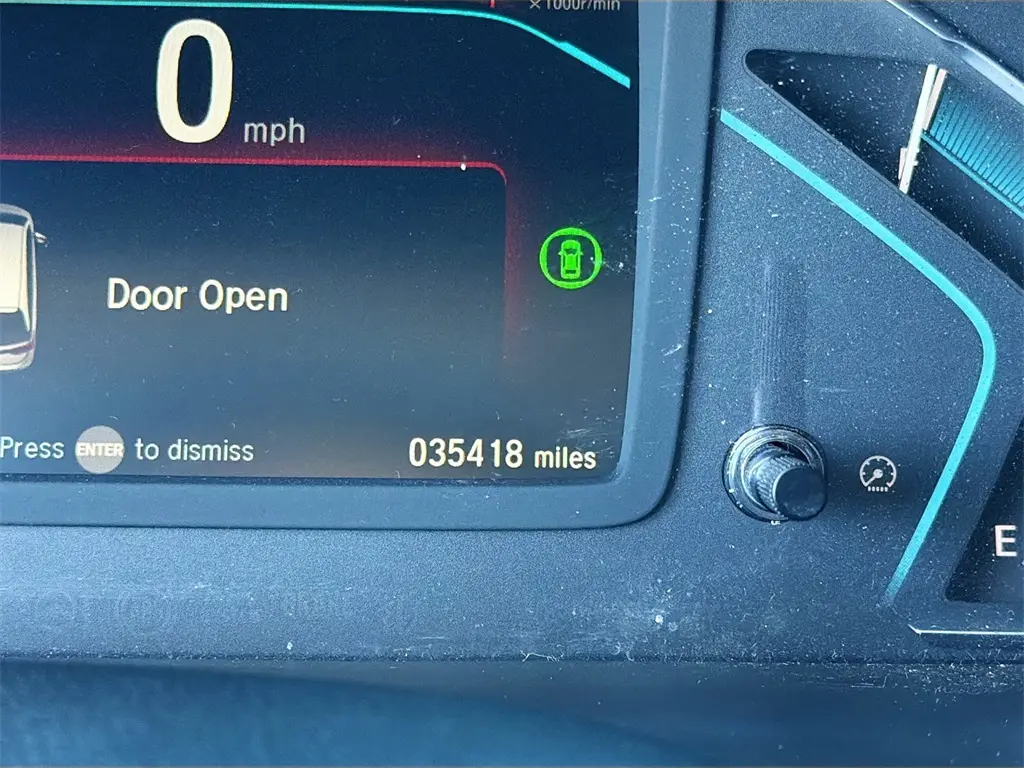 ×1000r/min
0 mph
Door Open
Press ENTER to dismiss
035418 miles
E